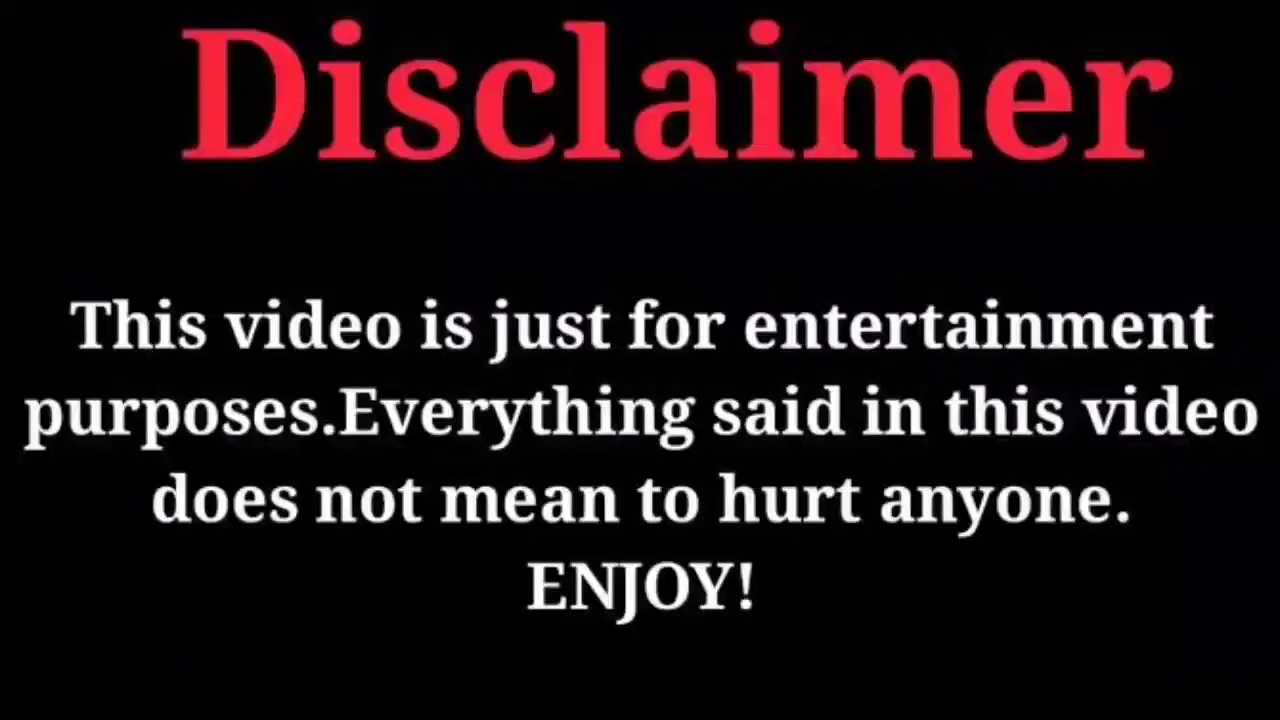 Disclaimer
This video is just for entertainment
purposes.Everything said in this video
does not mean to hurt anyone.
ENJOY!